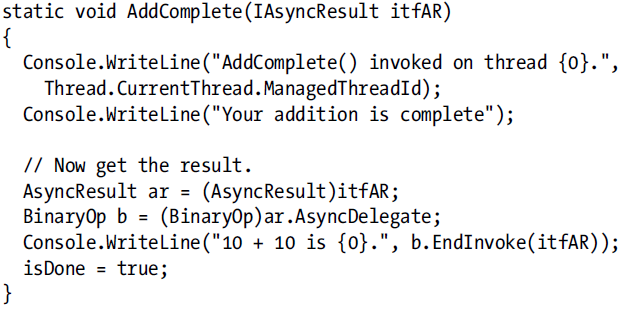 static void AddComplete(IAsyncResult itfAR)
{
  Console.WriteLine("AddComplete() invoked on thread {0}.",
    Thread.CurrentThread.ManagedThreadId);
  Console.WriteLine("Your addition is complete");

  // Now get the result.
  AsyncResult ar = (AsyncResult)itfAR;
  BinaryOp b = (BinaryOp)ar.AsyncDelegate;
  Console.WriteLine("10 + 10 is {0}.", b.EndInvoke(itfAR));
  isDone = true;
}